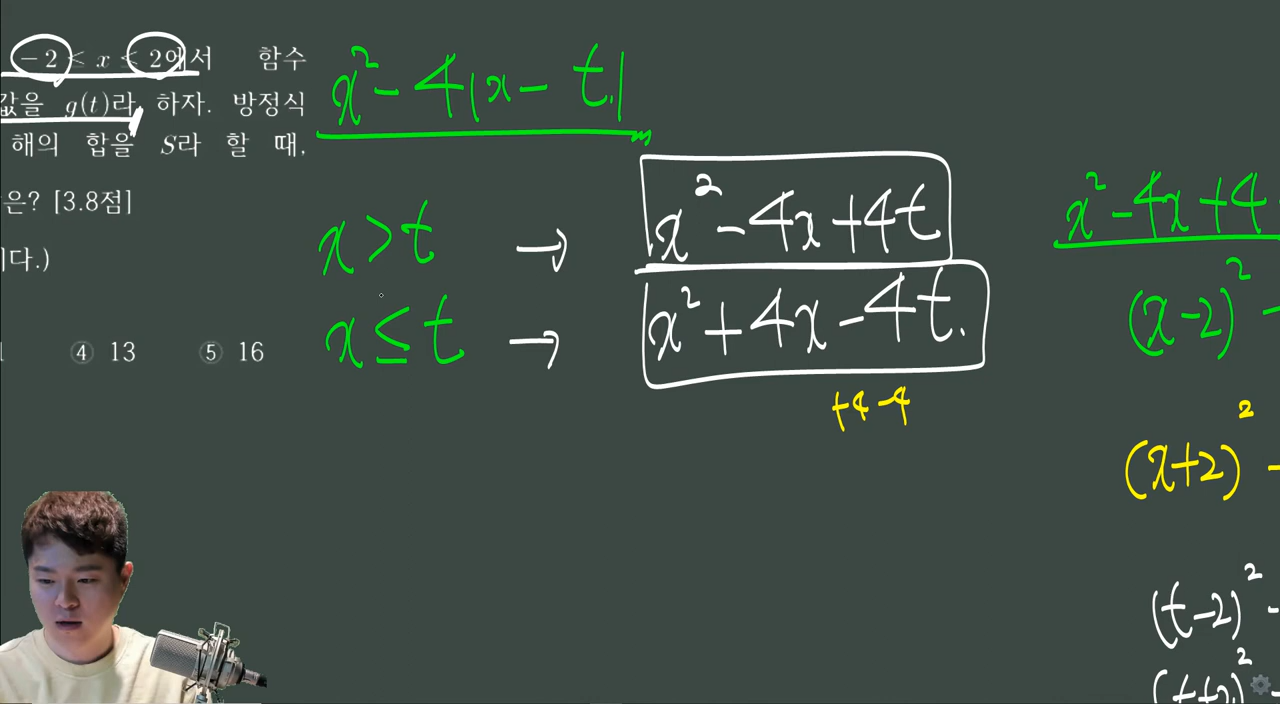 -2 ≤ x ≤ 2에서 함수
값을 g(t)라 하자. 방정식
해의 합을 S라 할 때,
은? [3.8점]
다.)
④ 13 ⑤ 16
x² - 4|x - t|
x > t → x² - 4x + 4t
x ≤ t → x² + 4x - 4t.
+4 -4
x² - 4x + 4
(x-2)² -
(x+2)² -
(t-2)² -
(t+2)² -